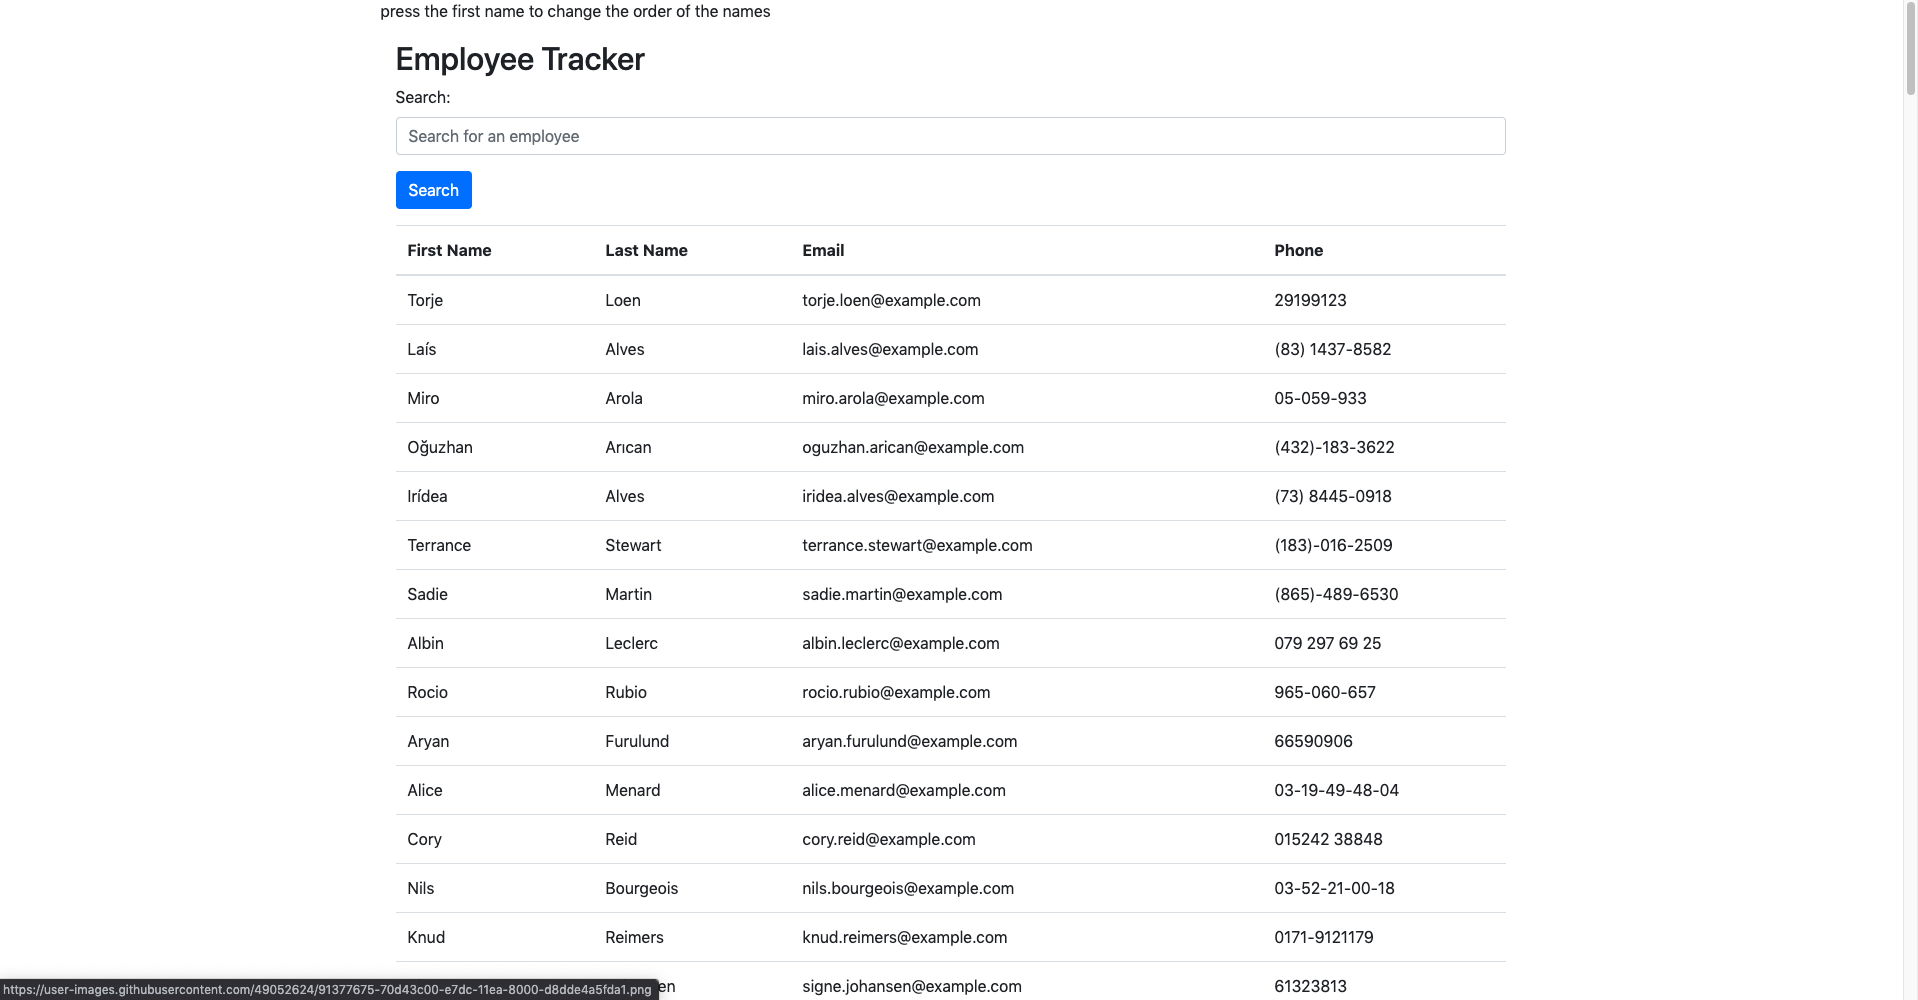 press the first name to change the order of the names
Employee Tracker
Search:
Search for an employee
Search
First Name Last Name Email Phone
Torje Loen torje.loen@example.com 29199123
Laís Alves lais.alves@example.com (83) 1437-8582
Miro Arola miro.arola@example.com 05-059-933
Oğuzhan Arıcan oguzhan.arican@example.com (432)-183-3622
Irídea Alves iridea.alves@example.com (73) 8445-0918
Terrance Stewart terrance.stewart@example.com (183)-016-2509
Sadie Martin sadie.martin@example.com (865)-489-6530
Albin Leclerc albin.leclerc@example.com 079 297 69 25
Rocio Rubio rocio.rubio@example.com 965-060-657
Aryan Furulund aryan.furulund@example.com 66590906
Alice Menard alice.menard@example.com 03-19-49-48-04
Cory Reid cory.reid@example.com 015242 38848
Nils Bourgeois nils.bourgeois@example.com 03-52-21-00-18
Knud Reimers knud.reimers@example.com 0171-9121179
en signe.johansen@example.com 61323813
https://user-images.githubusercontent.com/49052624/91377675-70d43c00-e7dc-11ea-8000-d8dde4a5fda1.png